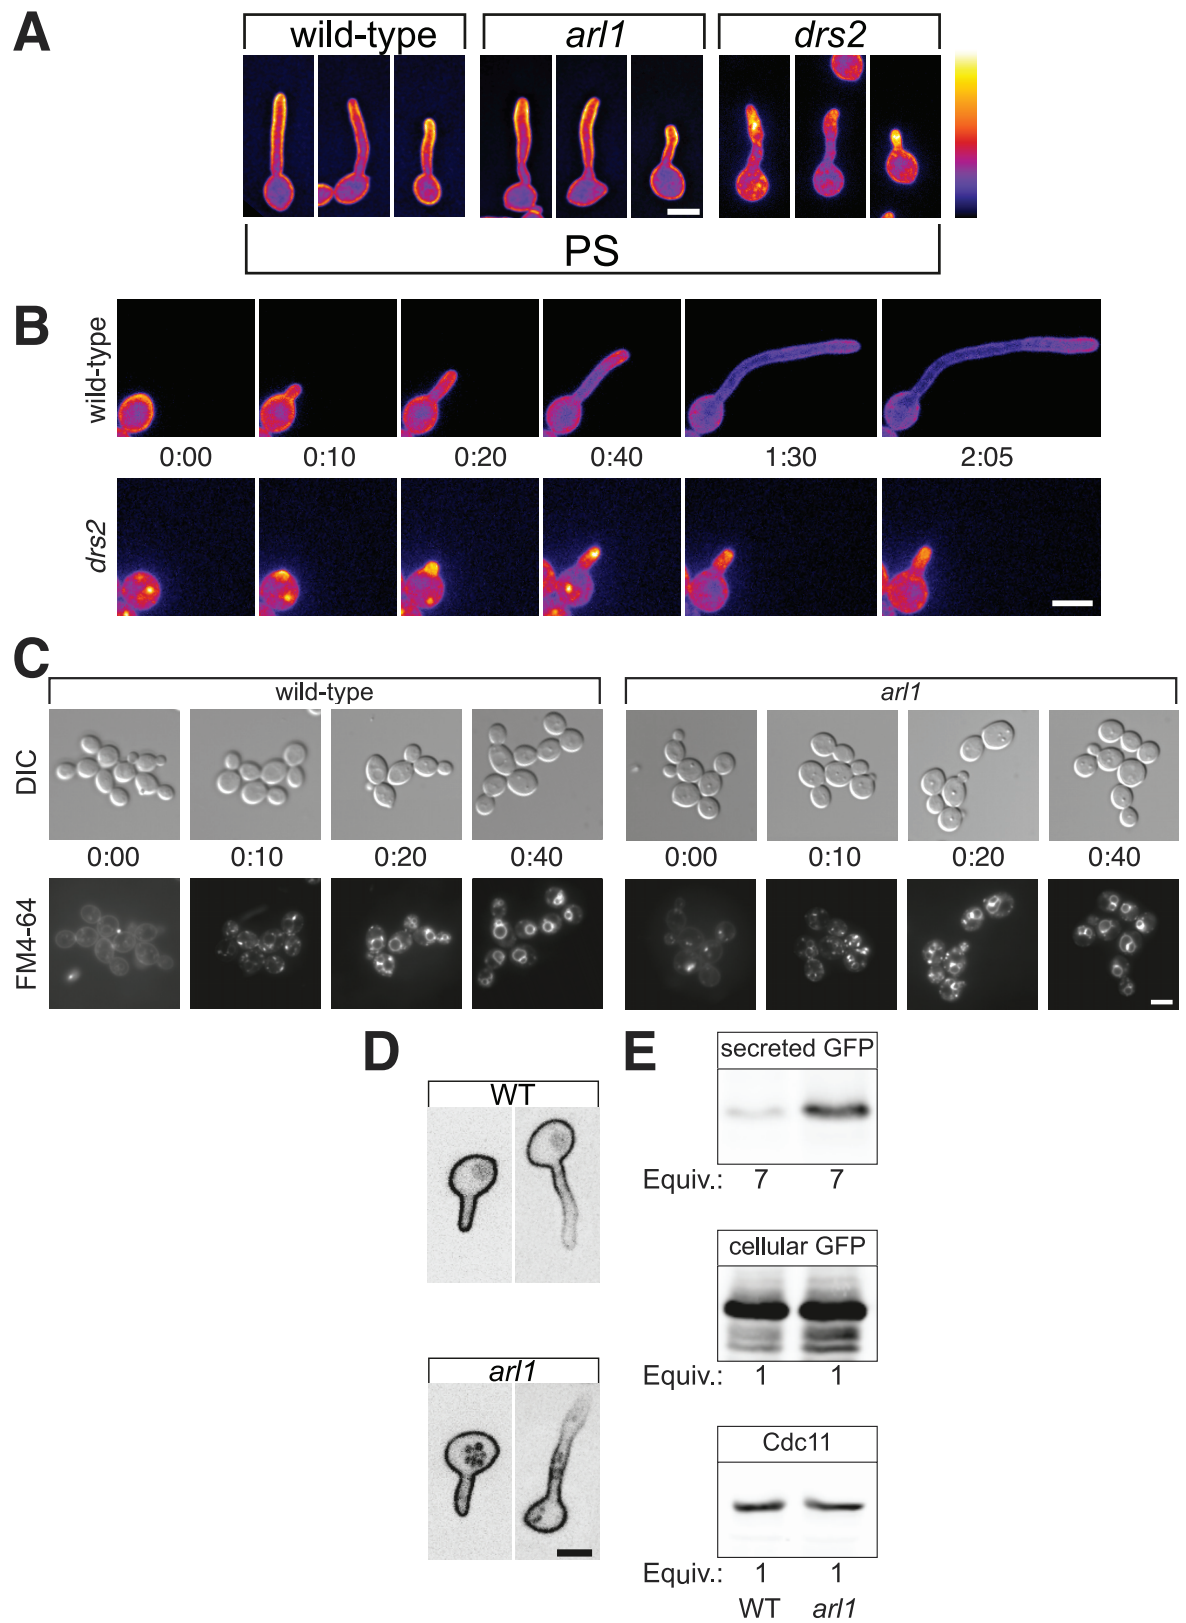 A
wild-type arl1 drs2
PS
B
wild-type
0:00 0:10 0:20 0:40 1:30 2:05
drs2
C
wild-type arl1
DIC
0:00 0:10 0:20 0:40 0:00 0:10 0:20 0:40
FM4-64
D
WT
arl1
E
secreted GFP
Equiv.: 7 7
cellular GFP
Equiv.: 1 1
Cdc11
Equiv.: 1 1
WT arl1